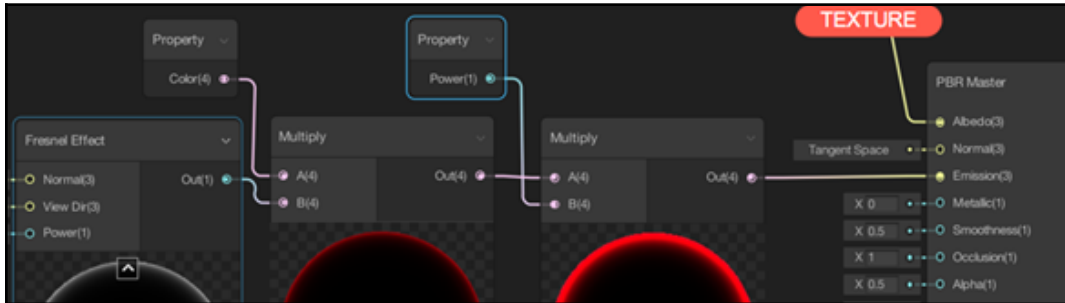 TEXTURE
Property
Color(4)
Property
Power(1)
PBR Master
Albedo(3)
Tangent Space
Normal(3)
Emission(3)
X 0
Metallic(1)
X 0.5
Smoothness(1)
X 1
Occlusion(1)
X 0.5
Alpha(1)
Fresnel Effect
Normal(3)
Out(1)
View Dir(3)
Power(1)
Multiply
A(4)
Out(4)
B(4)
Multiply
A(4)
Out(4)
B(4)